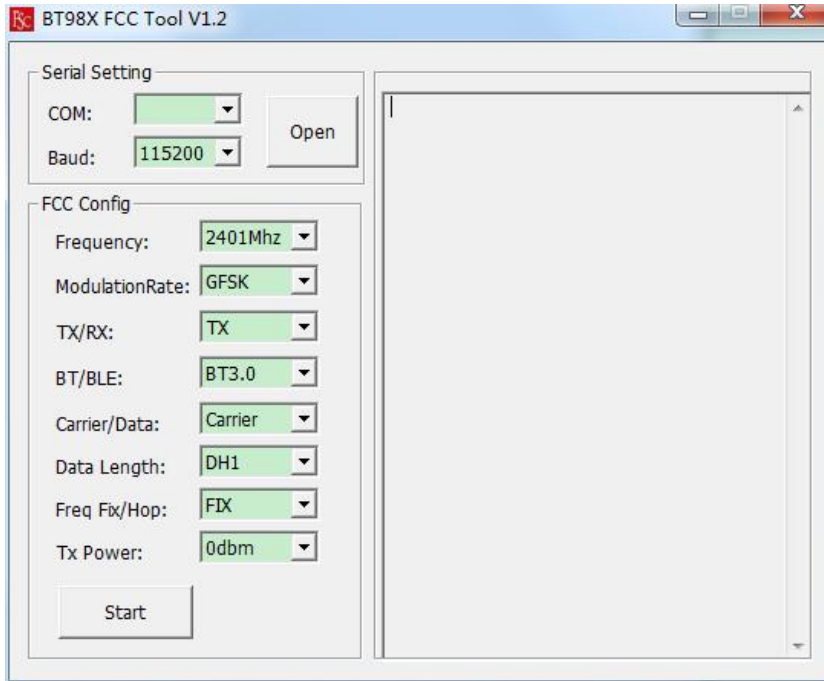 FSC BT98X FCC Tool V1.2
Serial Setting
COM:
Baud: 115200
Open
FCC Config
Frequency: 2401Mhz
ModulationRate: GFSK
TX/RX: TX
BT/BLE: BT3.0
Carrier/Data: Carrier
Data Length: DH1
Freq Fix/Hop: FIX
Tx Power: 0dbm
Start